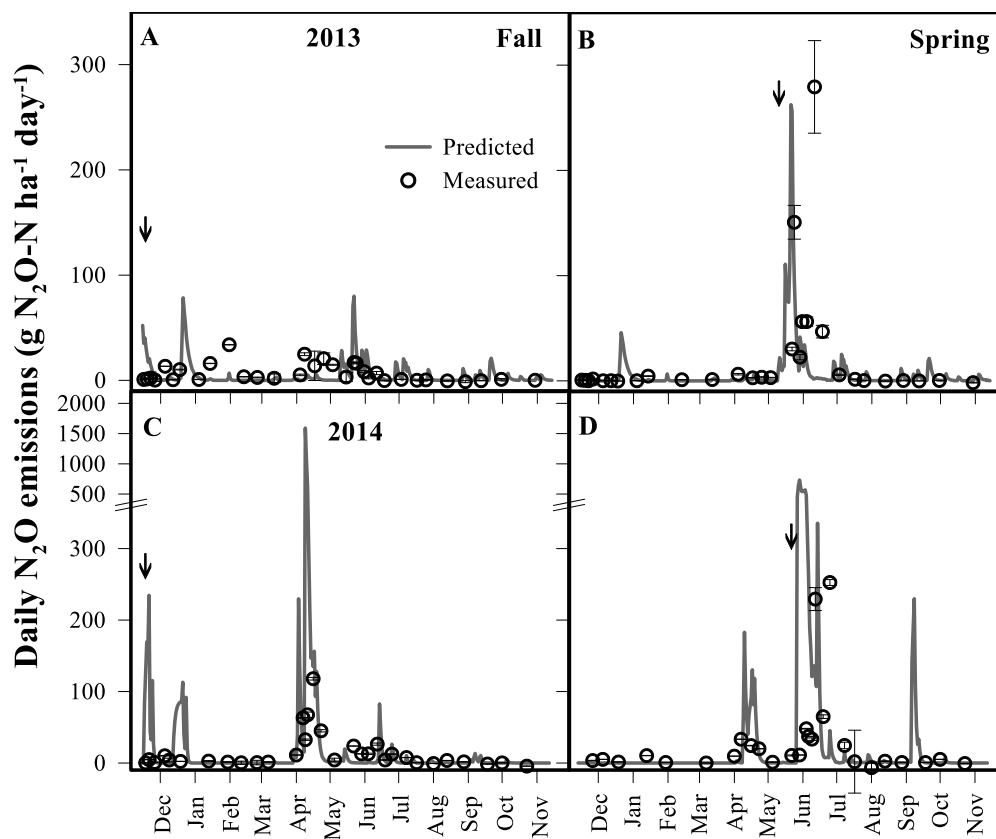 A 2013 Fall
B Spring
Predicted
Measured
300
200
100
0
Daily N₂O emissions (g N₂O-N ha⁻¹ day⁻¹)
C 2014
D
2000
1500
1000
500
300
200
100
0
Dec Jan Feb Mar Apr May Jun Jul Aug Sep Oct Nov
Dec Jan Feb Mar Apr May Jun Jul Aug Sep Oct Nov